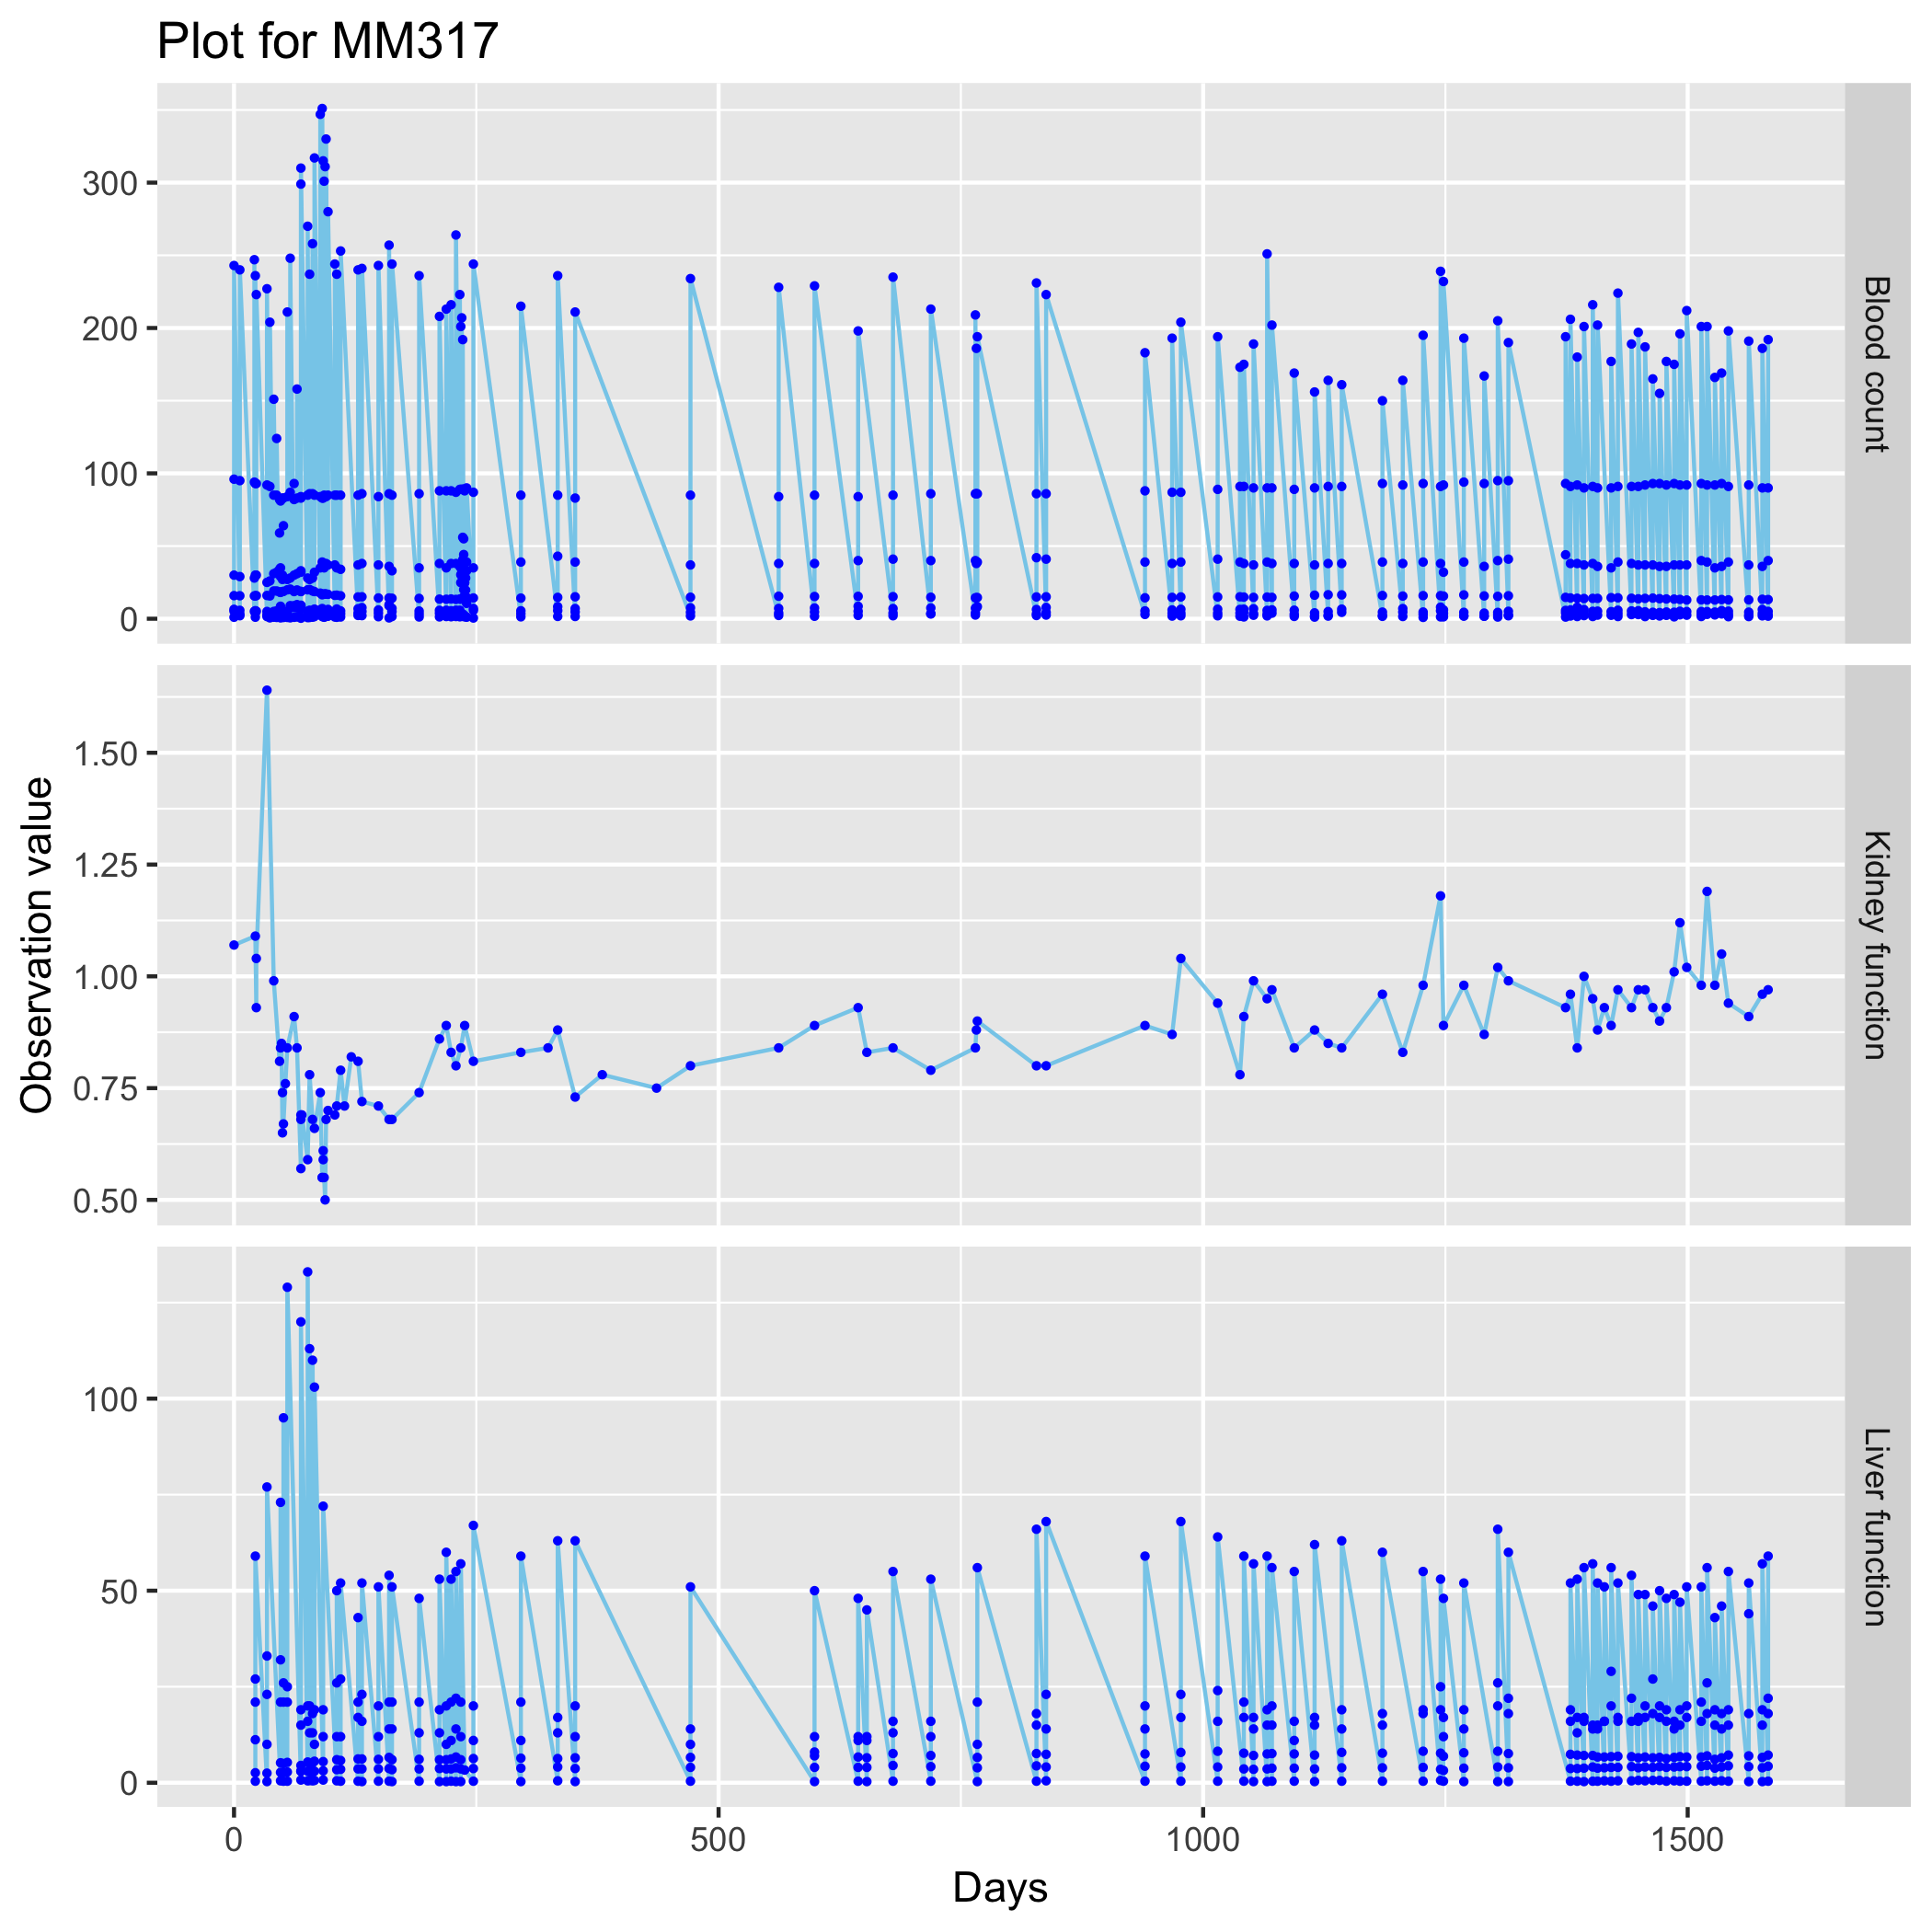 Plot for MM317
300
200
100
0
Blood count
1.50
1.25
1.00
0.75
0.50
Kidney function
Observation value
100
50
0
Liver function
0 500 1000 1500
Days